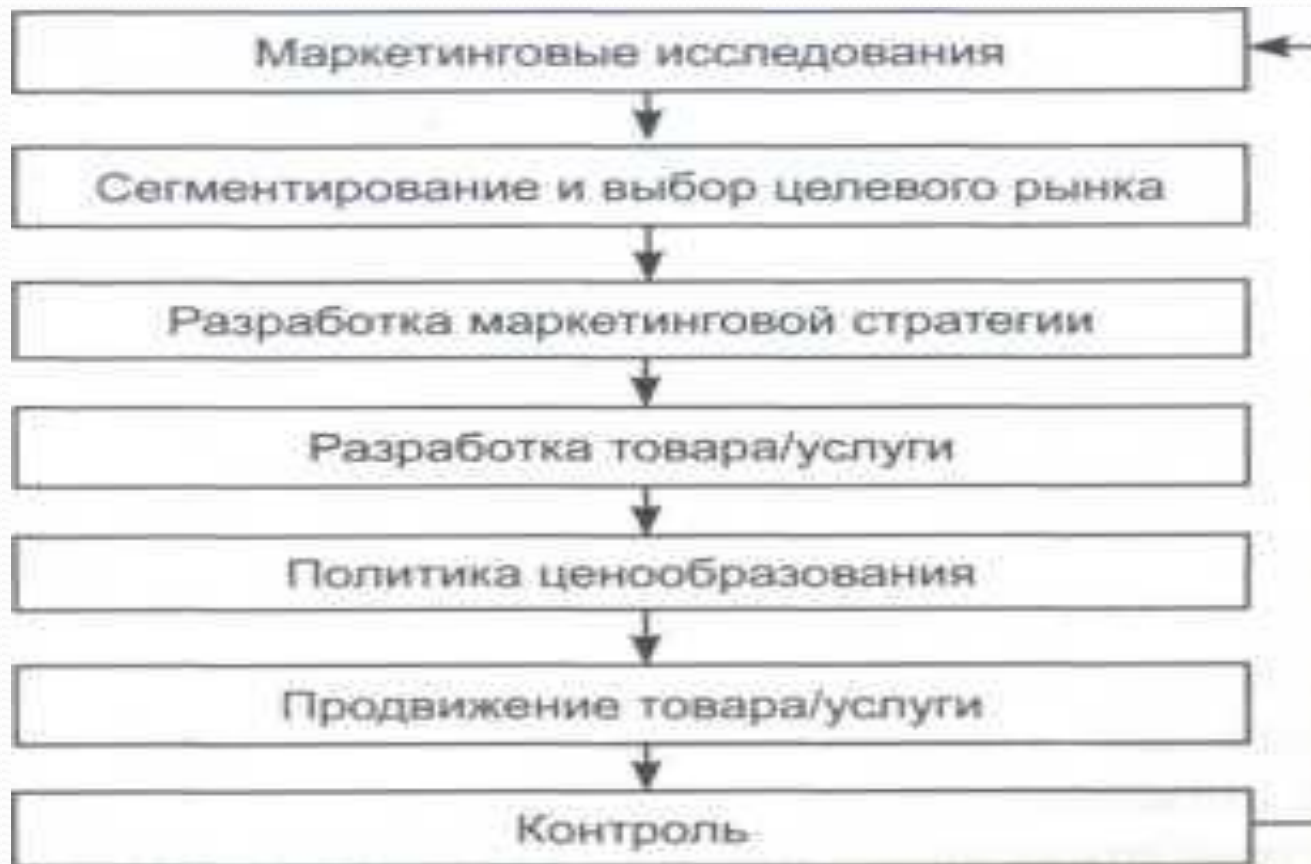 Маркетинговые исследования
Сегментирование и выбор целевого рынка
Разработка маркетинговой стратегии
Разработка товара/услуги
Политика ценообразования
Продвижение товара/услуги
Контроль